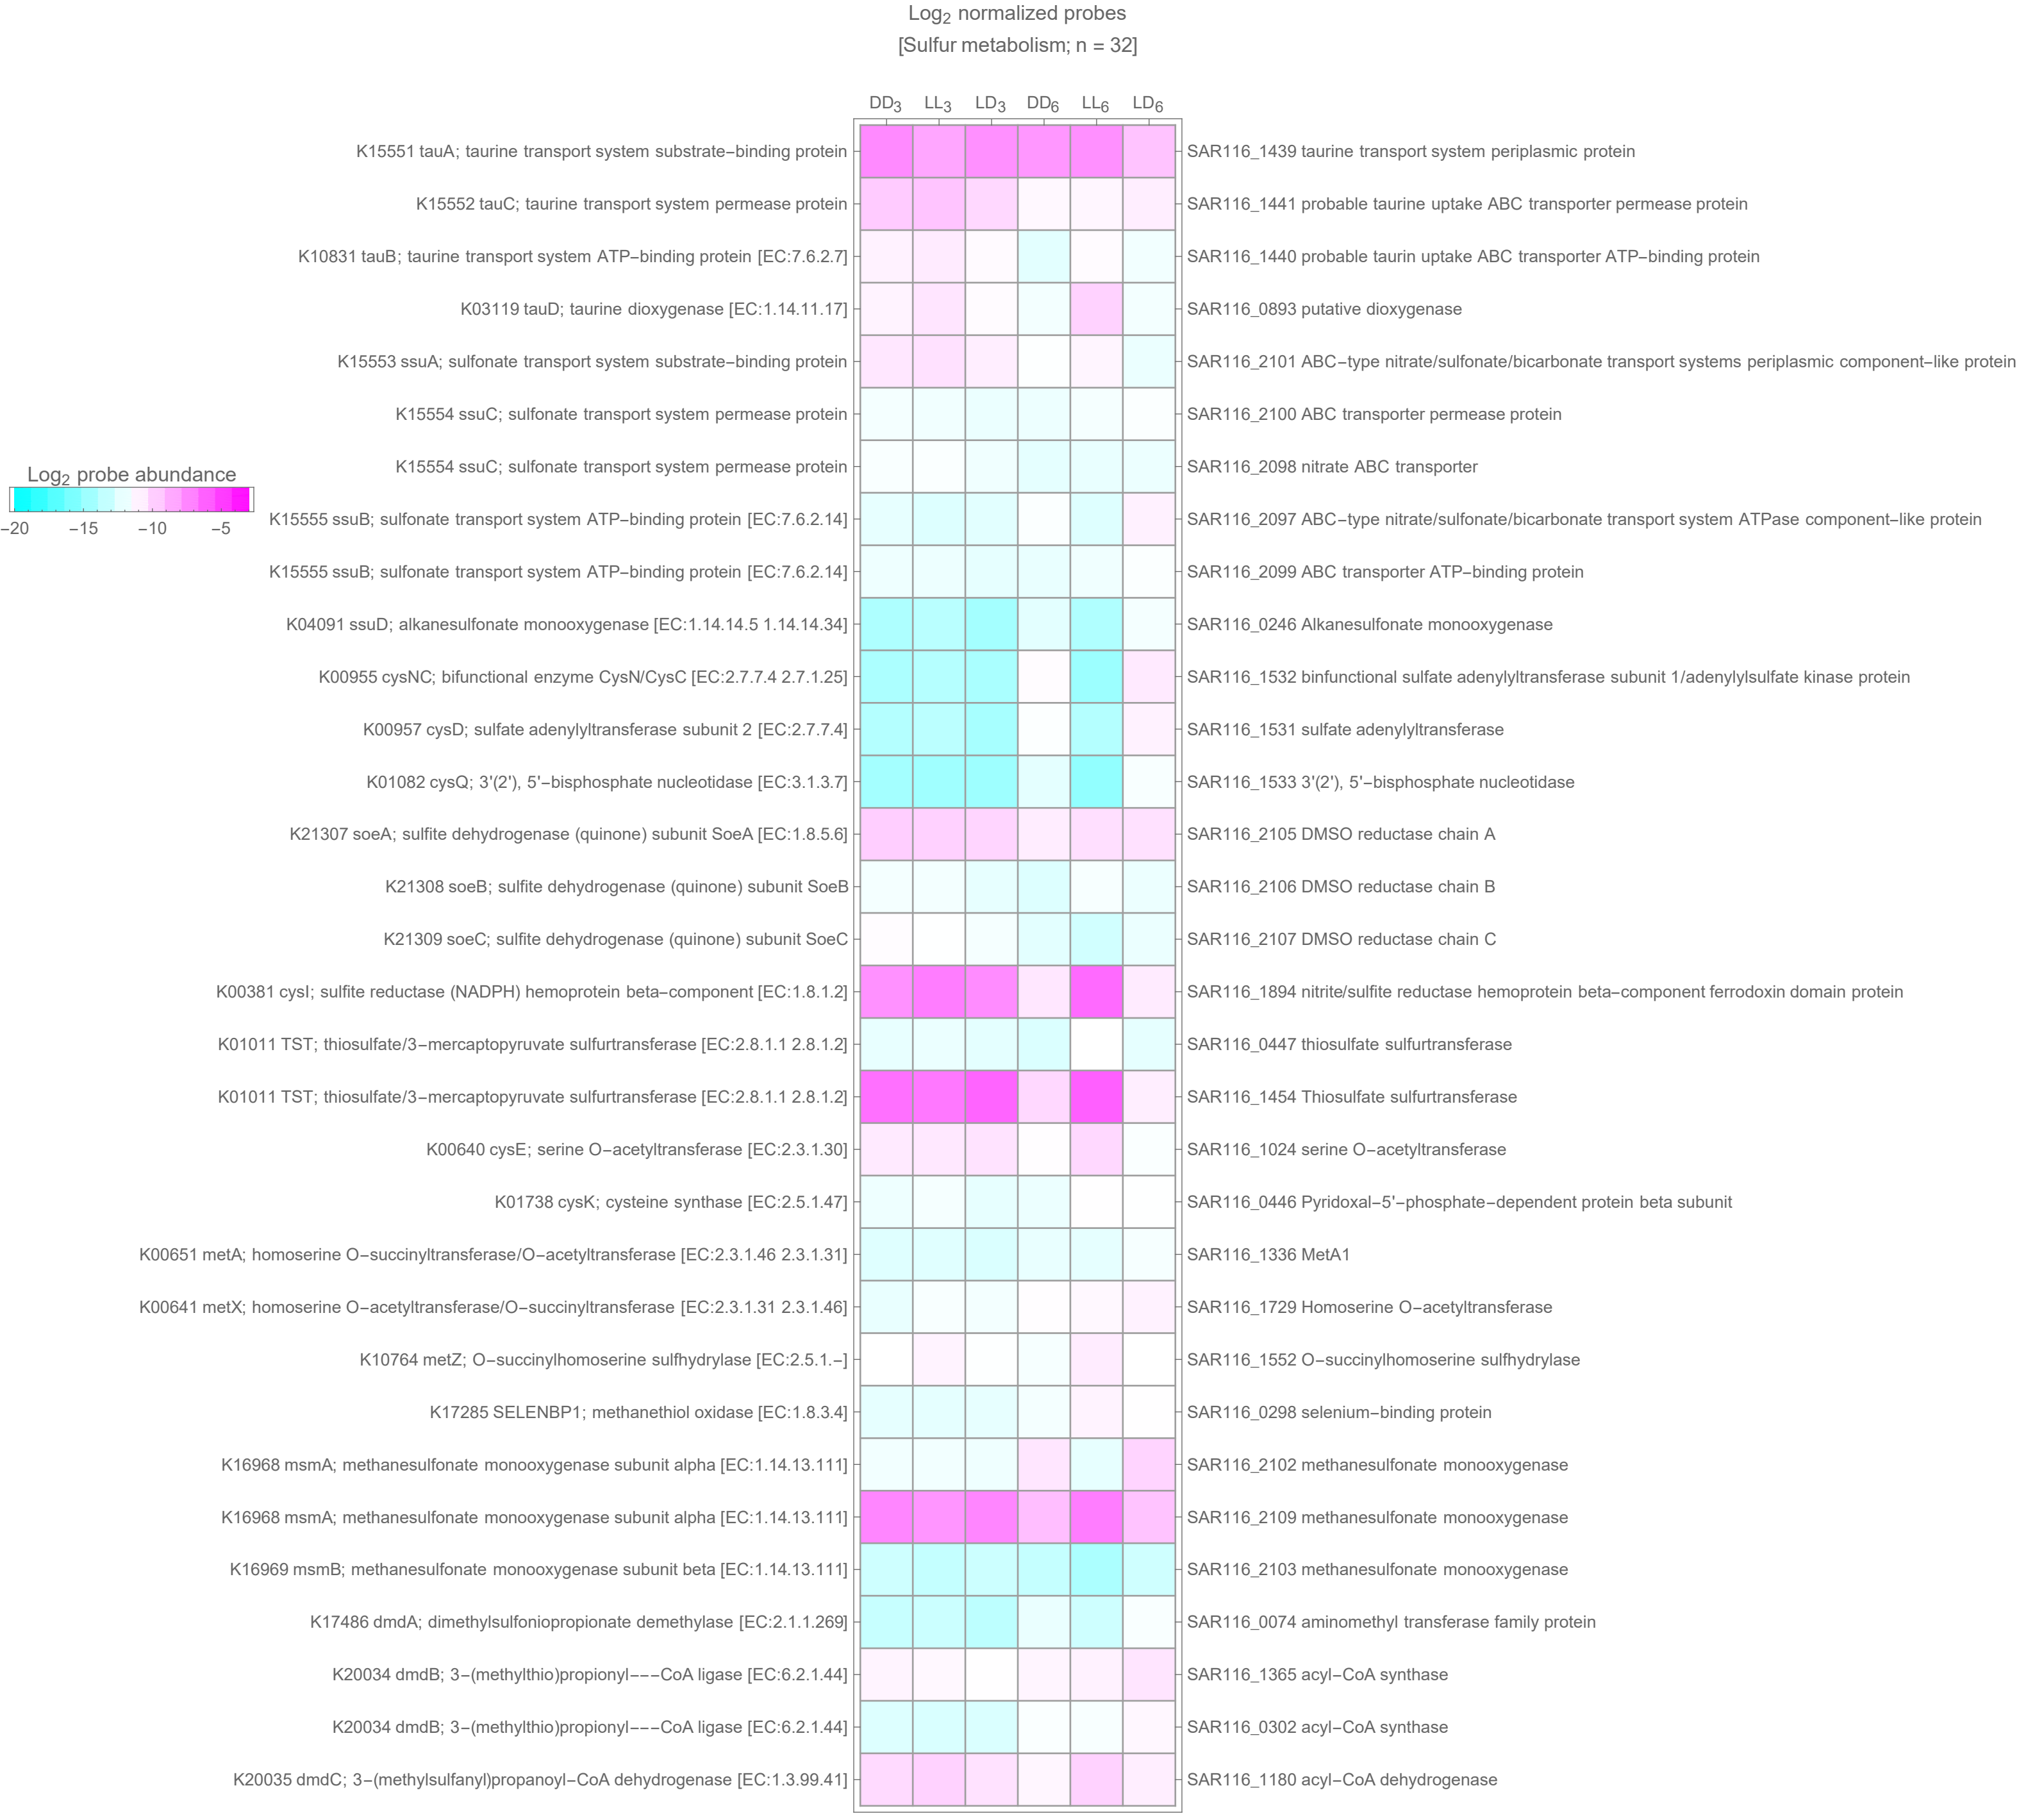 Log2 normalized probes
[Sulfur metabolism; n = 32]
DD3 LL3 LD3 DD6 LL6 LD6
K15551 tauA; taurine transport system substrate–binding protein SAR116_1439 taurine transport system periplasmic protein
K15552 tauC; taurine transport system permease protein SAR116_1441 probable taurine uptake ABC transporter permease protein
K10831 tauB; taurine transport system ATP–binding protein [EC:7.6.2.7] SAR116_1440 probable taurin uptake ABC transporter ATP–binding protein
K03119 tauD; taurine dioxygenase [EC:1.14.11.17] SAR116_0893 putative dioxygenase
K15553 ssuA; sulfonate transport system substrate–binding protein SAR116_2101 ABC–type nitrate/sulfonate/bicarbonate transport systems periplasmic component–like protein
K15554 ssuC; sulfonate transport system permease protein SAR116_2100 ABC transporter permease protein
K15554 ssuC; sulfonate transport system permease protein SAR116_2098 nitrate ABC transporter
Log2 probe abundance
−20 −15 −10 −5
K15555 ssuB; sulfonate transport system ATP–binding protein [EC:7.6.2.14] SAR116_2097 ABC–type nitrate/sulfonate/bicarbonate transport system ATPase component–like protein
K15555 ssuB; sulfonate transport system ATP–binding protein [EC:7.6.2.14] SAR116_2099 ABC transporter ATP–binding protein
K04091 ssuD; alkanesulfonate monooxygenase [EC:1.14.14.5 1.14.14.34] SAR116_0246 Alkanesulfonate monooxygenase
K00955 cysNC; bifunctional enzyme CysN/CysC [EC:2.7.7.4 2.7.1.25] SAR116_1532 binfunctional sulfate adenylyltransferase subunit 1/adenylylsulfate kinase protein
K00957 cysD; sulfate adenylyltransferase subunit 2 [EC:2.7.7.4] SAR116_1531 sulfate adenylyltransferase
K01082 cysQ; 3'(2'), 5'–bisphosphate nucleotidase [EC:3.1.3.7] SAR116_1533 3'(2'), 5'–bisphosphate nucleotidase
K21307 soeA; sulfite dehydrogenase (quinone) subunit SoeA [EC:1.8.5.6] SAR116_2105 DMSO reductase chain A
K21308 soeB; sulfite dehydrogenase (quinone) subunit SoeB SAR116_2106 DMSO reductase chain B
K21309 soeC; sulfite dehydrogenase (quinone) subunit SoeC SAR116_2107 DMSO reductase chain C
K00381 cysI; sulfite reductase (NADPH) hemoprotein beta–component [EC:1.8.1.2] SAR116_1894 nitrite/sulfite reductase hemoprotein beta–component ferrodoxin domain protein
K01011 TST; thiosulfate/3–mercaptopyruvate sulfurtransferase [EC:2.8.1.1 2.8.1.2] SAR116_0447 thiosulfate sulfurtransferase
K01011 TST; thiosulfate/3–mercaptopyruvate sulfurtransferase [EC:2.8.1.1 2.8.1.2] SAR116_1454 Thiosulfate sulfurtransferase
K00640 cysE; serine O–acetyltransferase [EC:2.3.1.30] SAR116_1024 serine O–acetyltransferase
K01738 cysK; cysteine synthase [EC:2.5.1.47] SAR116_0446 Pyridoxal–5'–phosphate–dependent protein beta subunit
K00651 metA; homoserine O–succinyltransferase/O–acetyltransferase [EC:2.3.1.46 2.3.1.31] SAR116_1336 MetA1
K00641 metX; homoserine O–acetyltransferase/O–succinyltransferase [EC:2.3.1.31 2.3.1.46] SAR116_1729 Homoserine O–acetyltransferase
K10764 metZ; O–succinylhomoserine sulfhydrylase [EC:2.5.1.–] SAR116_1552 O–succinylhomoserine sulfhydrylase
K17285 SELENBP1; methanethiol oxidase [EC:1.8.3.4] SAR116_0298 selenium–binding protein
K16968 msmA; methanesulfonate monooxygenase subunit alpha [EC:1.14.13.111] SAR116_2102 methanesulfonate monooxygenase
K16968 msmA; methanesulfonate monooxygenase subunit alpha [EC:1.14.13.111] SAR116_2109 methanesulfonate monooxygenase
K16969 msmB; methanesulfonate monooxygenase subunit beta [EC:1.14.13.111] SAR116_2103 methanesulfonate monooxygenase
K17486 dmdA; dimethylsulfoniopropionate demethylase [EC:2.1.1.269] SAR116_0074 aminomethyl transferase family protein
K20034 dmdB; 3–(methylthio)propionyl–––CoA ligase [EC:6.2.1.44] SAR116_1365 acyl–CoA synthase
K20034 dmdB; 3–(methylthio)propionyl–––CoA ligase [EC:6.2.1.44] SAR116_0302 acyl–CoA synthase
K20035 dmdC; 3–(methylsulfanyl)propanoyl–CoA dehydrogenase [EC:1.3.99.41] SAR116_1180 acyl–CoA dehydrogenase